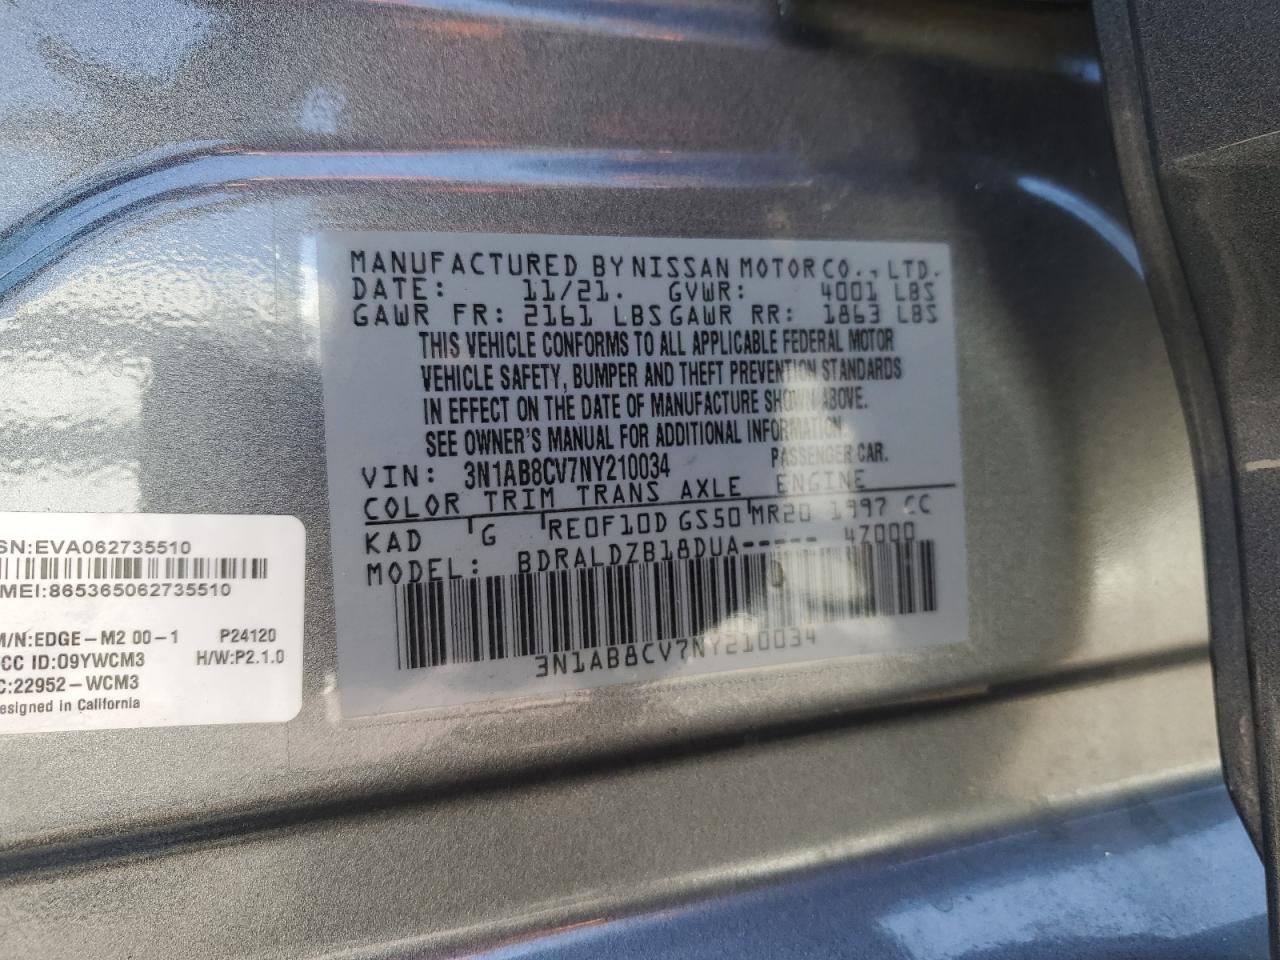 MANUFACTURED BY NISSAN MOTOR CO., LTD.
DATE: 11/21. GVWR: 4001 LBS
GAWR FR: 2161 LBS GAWR RR: 1863 LBS
THIS VEHICLE CONFORMS TO ALL APPLICABLE FEDERAL MOTOR
VEHICLE SAFETY, BUMPER AND THEFT PREVENTION STANDARDS
IN EFFECT ON THE DATE OF MANUFACTURE SHOWN ABOVE.
SEE OWNER'S MANUAL FOR ADDITIONAL INFORMATION.
VIN: 3N1AB8CV7NY210034 PASSENGER CAR.
COLOR TRIM TRANS AXLE ENGINE
KAD G RE0F10D GS50 MR20 1997 CC
MODEL: BDRALDZB18DUA----- 47000
0
3N1AB8CV7NY210034
SN:EVA062735510
MEI:865365062735510
M/N:EDGE-M2 00-1 P24120
CC ID:09YWCM3 H/W:P2.1.0
C:22952-WCM3
esigned in California